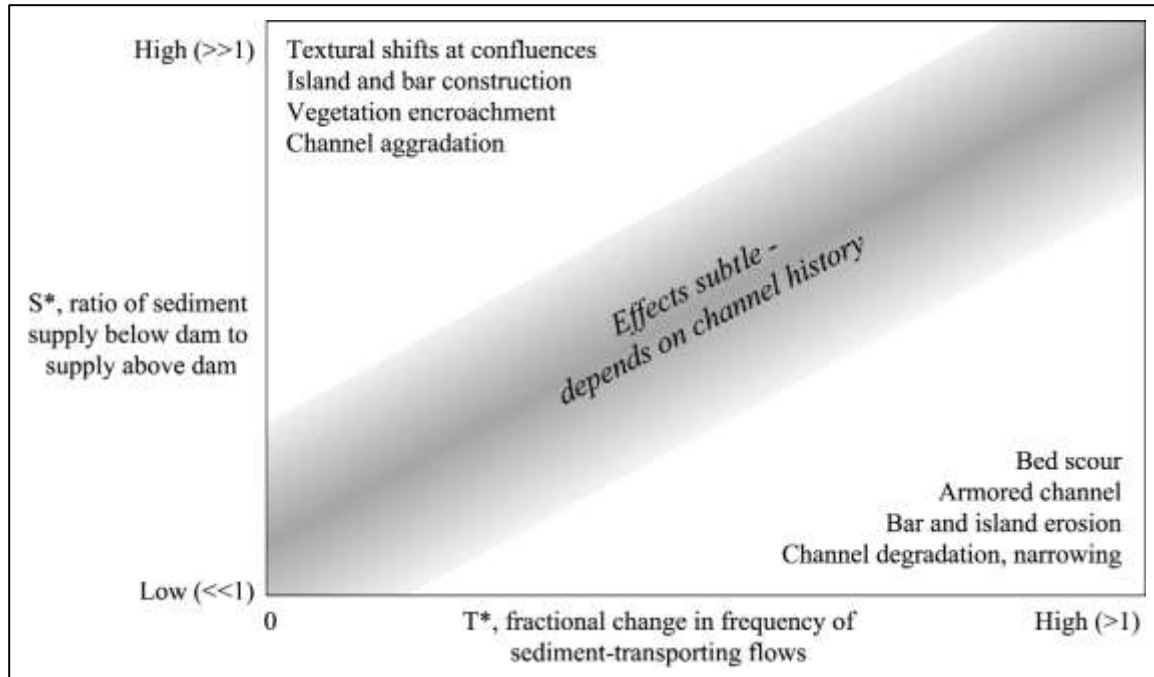 High (>>1)
Textural shifts at confluences
Island and bar construction
Vegetation encroachment
Channel aggradation
Effects subtle -
depends on channel history
S*, ratio of sediment
supply below dam to
supply above dam
Bed scour
Armored channel
Bar and island erosion
Channel degradation, narrowing
Low (<<1)
0
T*, fractional change in frequency of
sediment-transporting flows
High (>1)